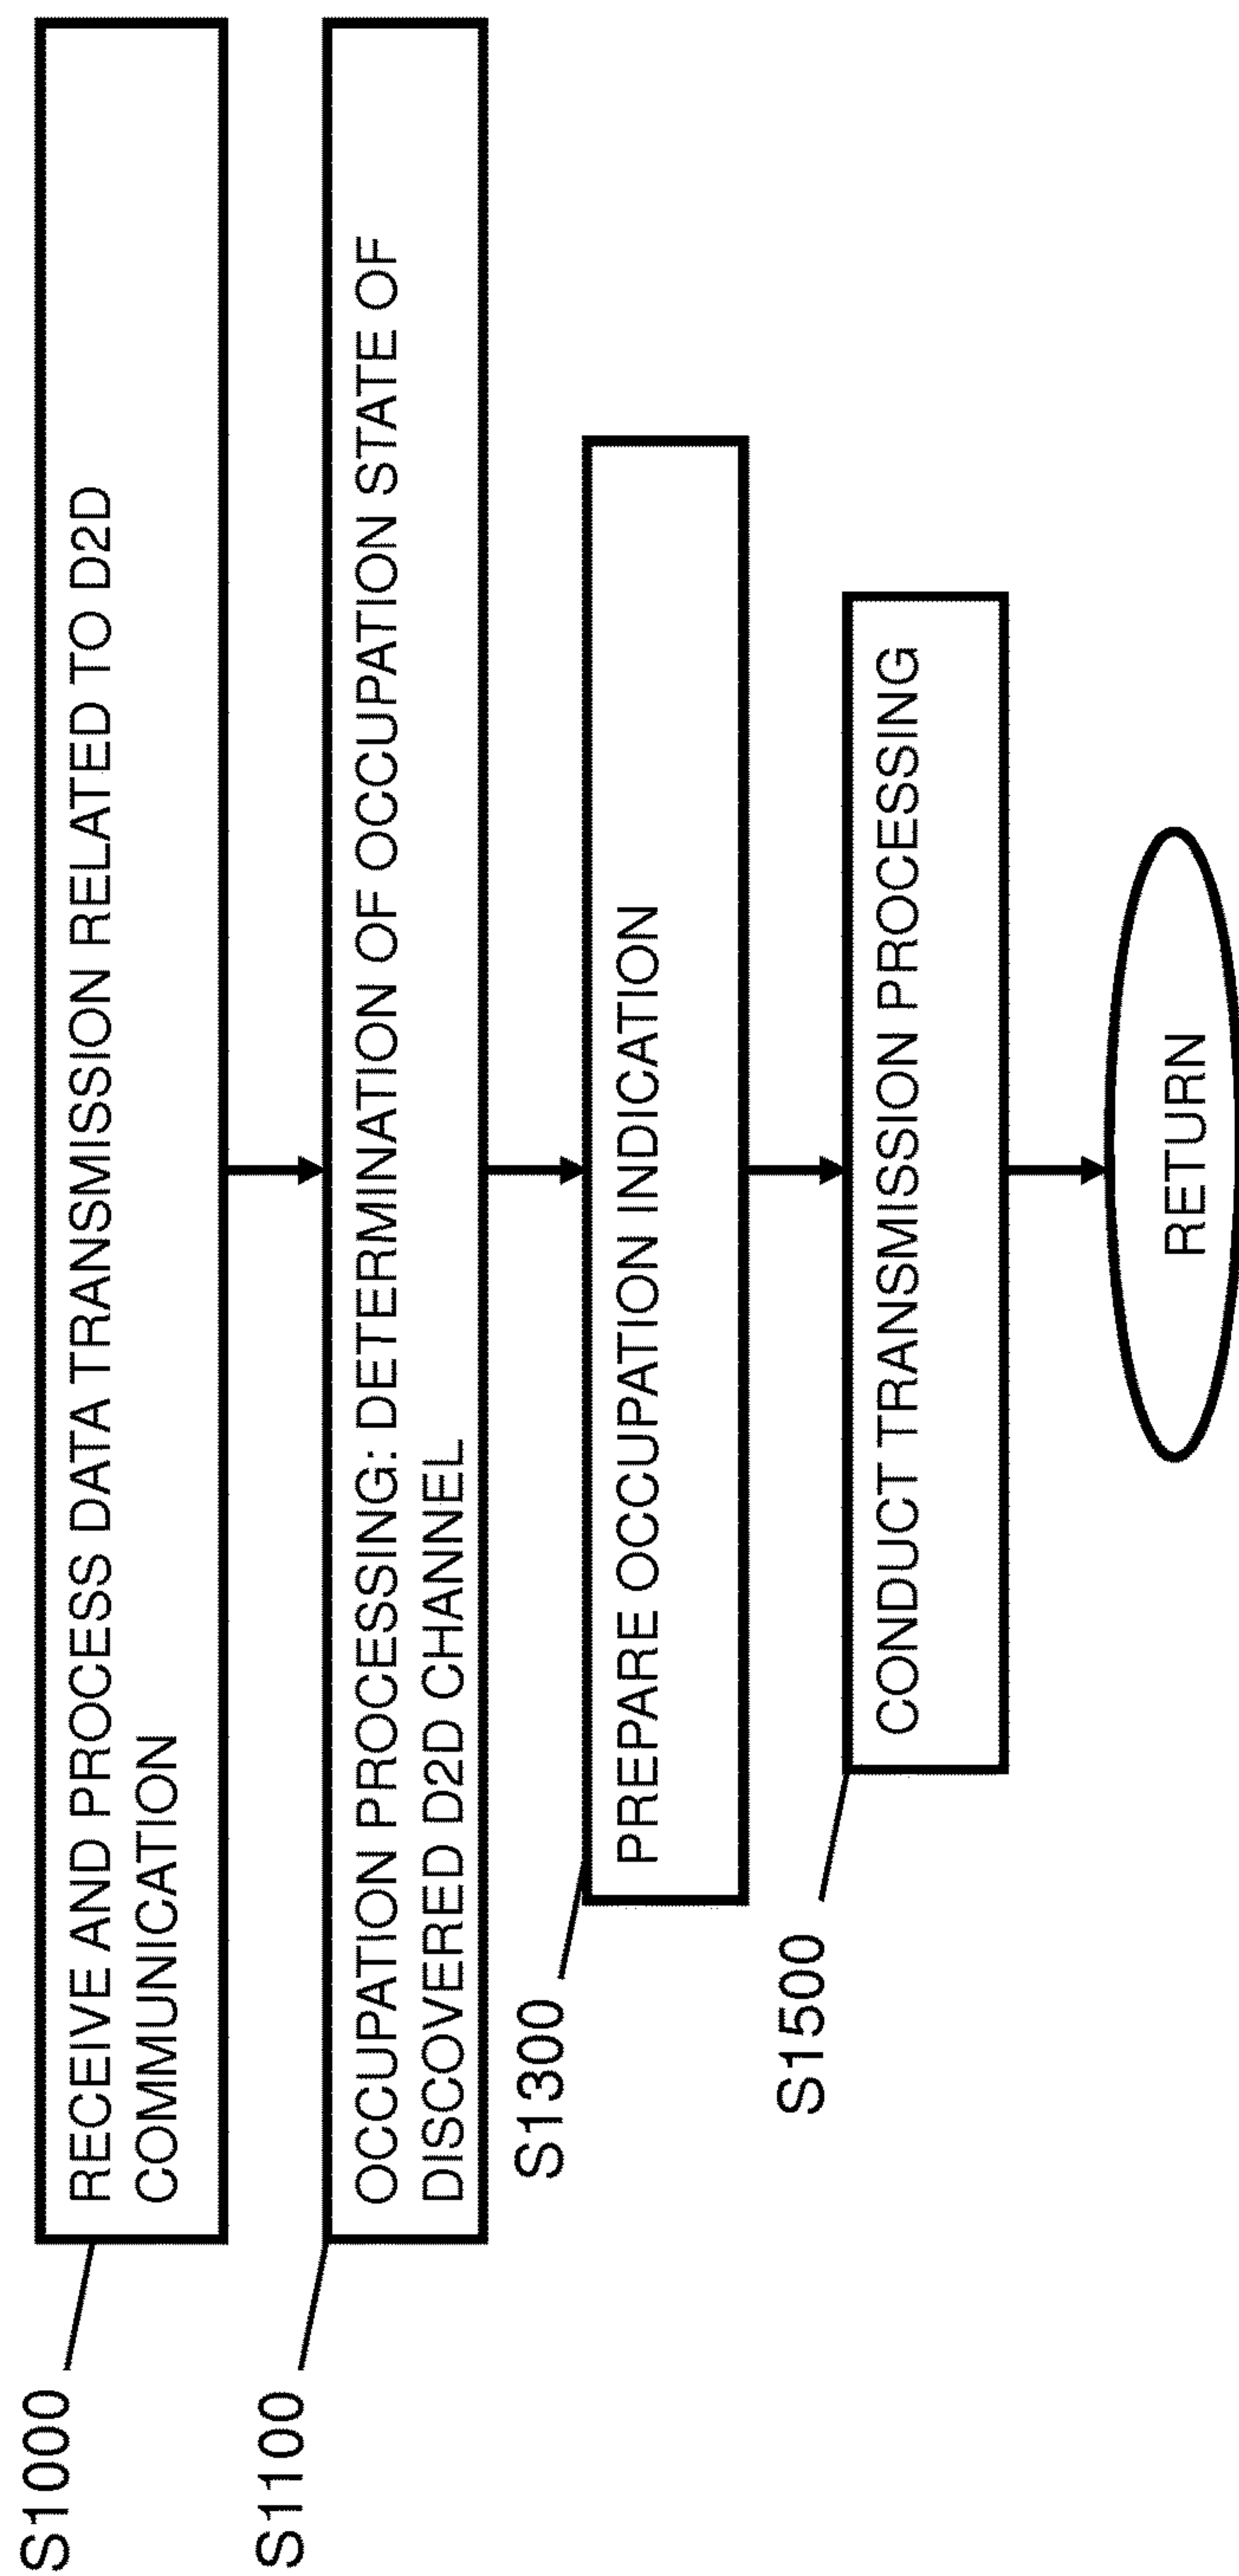 S1000
RECEIVE AND PROCESS DATA TRANSMISSION RELATED TO D2D
COMMUNICATION
S1100
OCCUPATION PROCESSING: DETERMINATION OF OCCUPATION STATE OF
DISCOVERED D2D CHANNEL
S1300
PREPARE OCCUPATION INDICATION
S1500
CONDUCT TRANSMISSION PROCESSING
RETURN